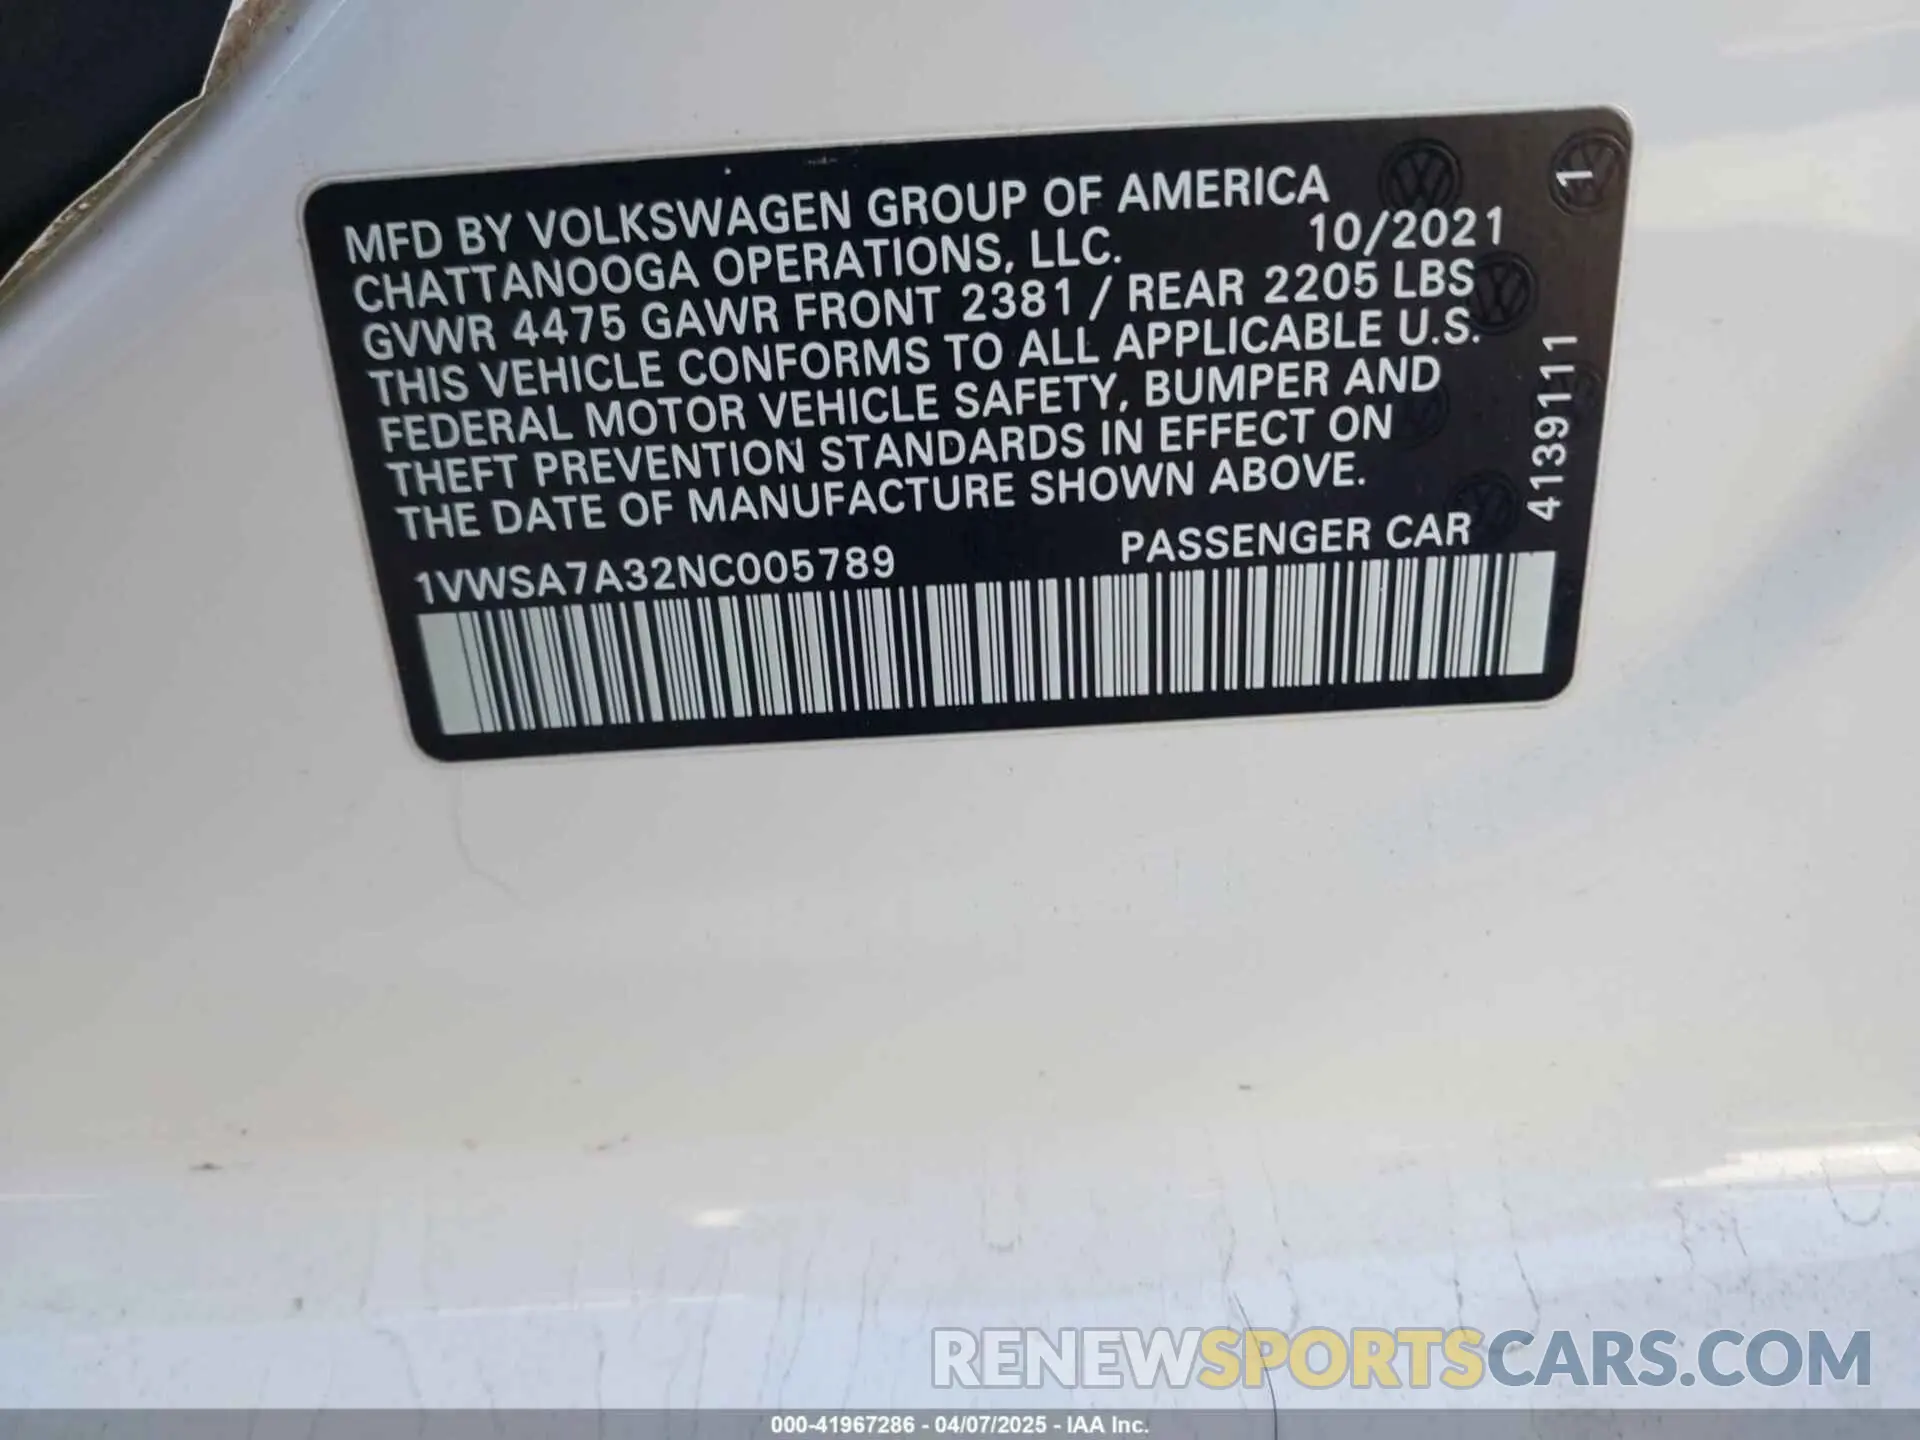 MFD BY VOLKSWAGEN GROUP OF AMERICA
CHATTANOOGA OPERATIONS, LLC. 10/2021
GVWR 4475 GAWR FRONT 2381 / REAR 2205 LBS
THIS VEHICLE CONFORMS TO ALL APPLICABLE U.S.
FEDERAL MOTOR VEHICLE SAFETY, BUMPER AND
THEFT PREVENTION STANDARDS IN EFFECT ON
THE DATE OF MANUFACTURE SHOWN ABOVE.
1VWSA7A32NC005789 PASSENGER CAR
4139111 1
RENEWSPORTSCARS.COM
000-41967286 - 04/07/2025 - IAA Inc.